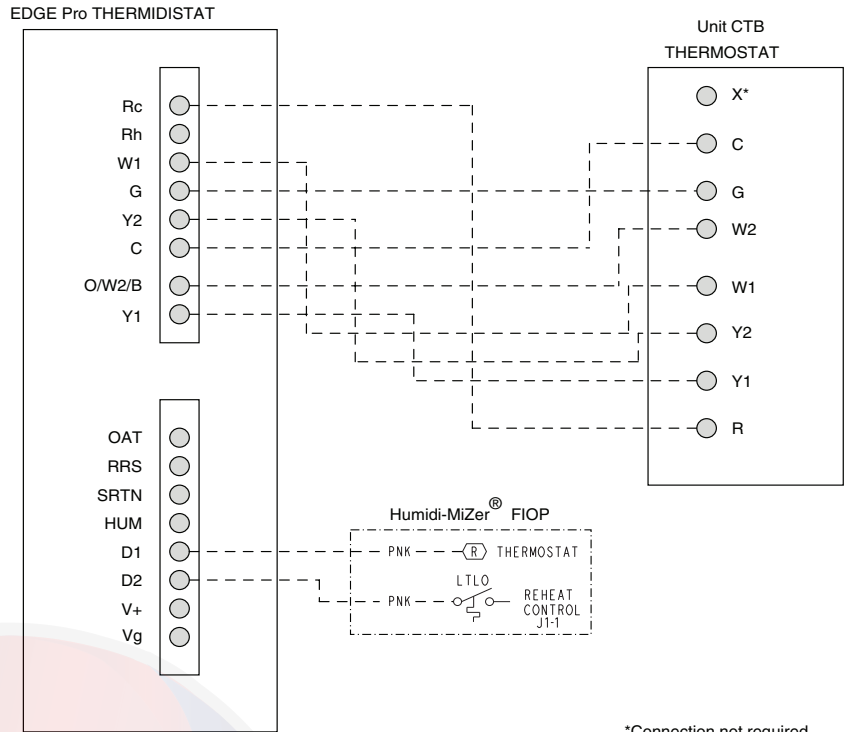 EDGE Pro THERMIDISTAT
Rc
Rh
W1
G
Y2
C
O/W2/B
Y1
OAT
RRS
SRTN
HUM
D1
D2
V+
Vg
Unit CTB
THERMOSTAT
X*
C
G
W2
W1
Y2
Y1
R
Humidi-MiZer® FIOP
PNK R THERMOSTAT
LTLO
PNK REHEAT
CONTROL
J1-1
*Connection not required.